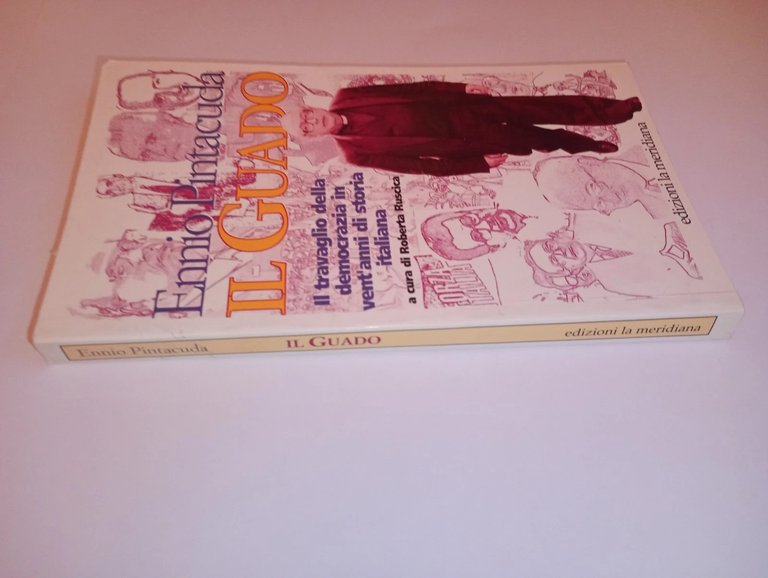 Ennio Pintacuda
IL GUADO
Il travaglio della
democrazia in
vent'anni di storia
italiana
a cura di Roberta Ruscica
edizioni la meridiana
Ennio Pintacuda
IL GUADO
edizioni la meridiana